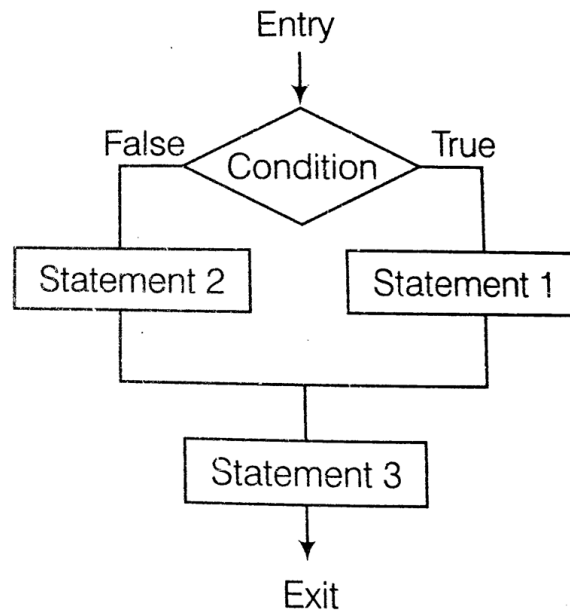 Entry
False
True
Condition
Statement 2
Statement 1
Statement 3
Exit